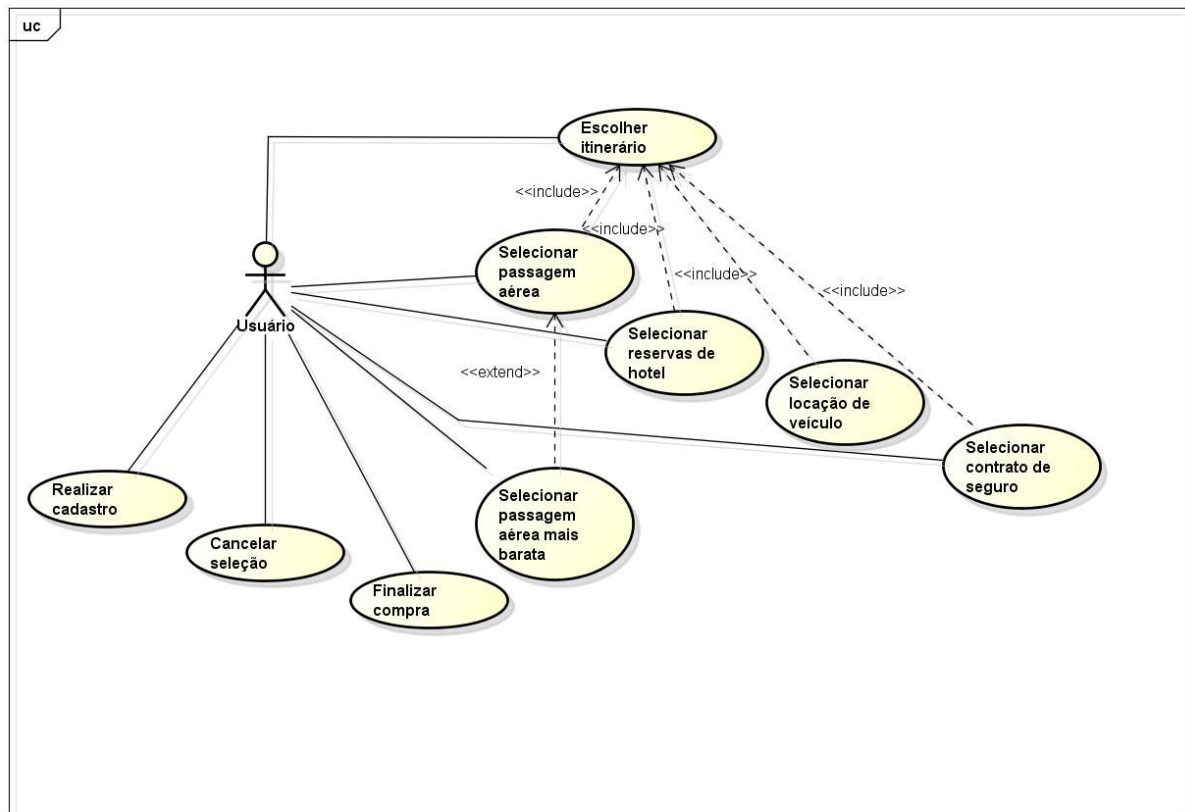 uc
Escolher
itinerário
<<include>>
Selecionar
passagem
aérea
<<include>>
<<include>>
<<include>>
Usuário
Selecionar
reservas de
hotel
<<extend>>
Selecionar
locação de
veículo
Selecionar
contrato de
seguro
Realizar
cadastro
Selecionar
passagem
aérea mais
barata
Cancelar
seleção
Finalizar
compra